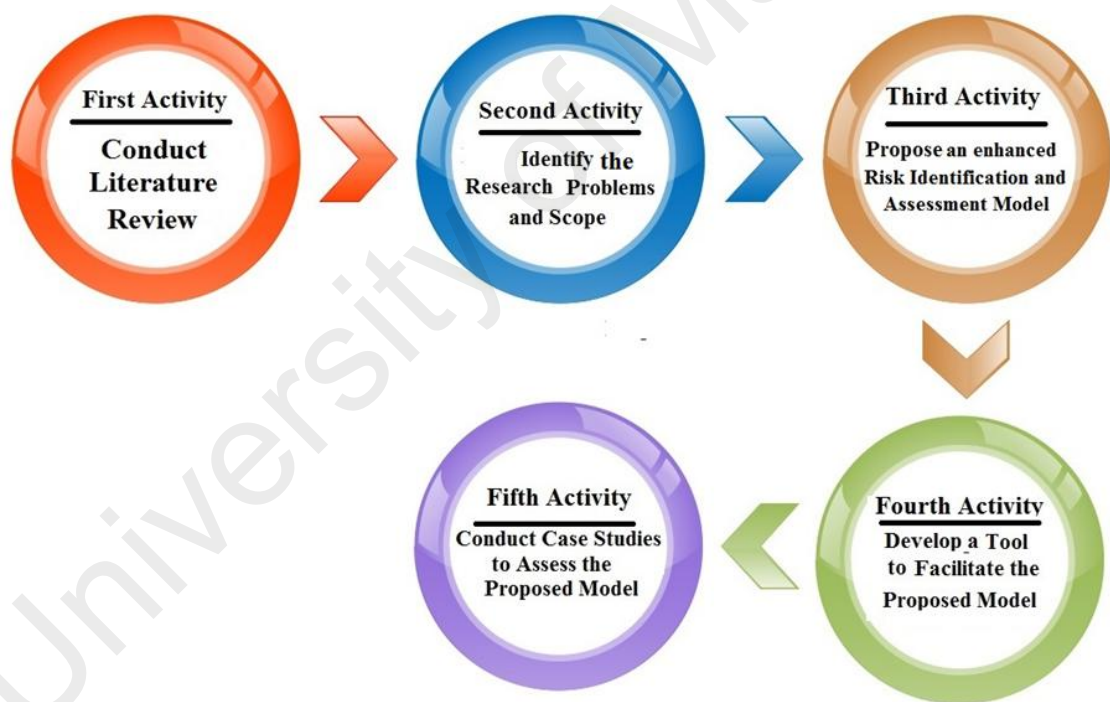 First Activity
Conduct
Literature
Review
Second Activity
Identify the
Research Problems
and Scope
Third Activity
Propose an enhanced
Risk Identification and
Assessment Model
Fourth Activity
Develop a Tool
to Facilitate the
Proposed Model
Fifth Activity
Conduct Case Studies
to Assess the
Proposed Model
University of